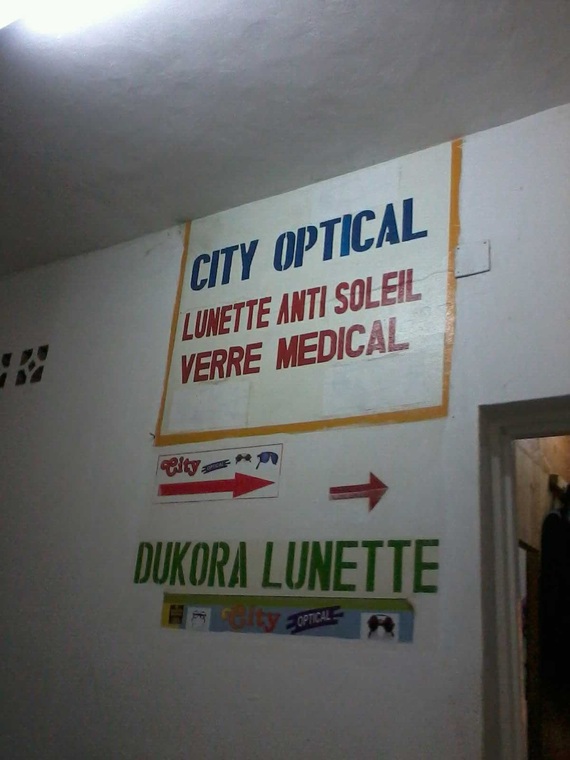 CITY OPTICAL
LUNETTE ANTI SOLEIL
VERRE MEDICAL
City
DUKORA LUNETTE
City OPTICAL